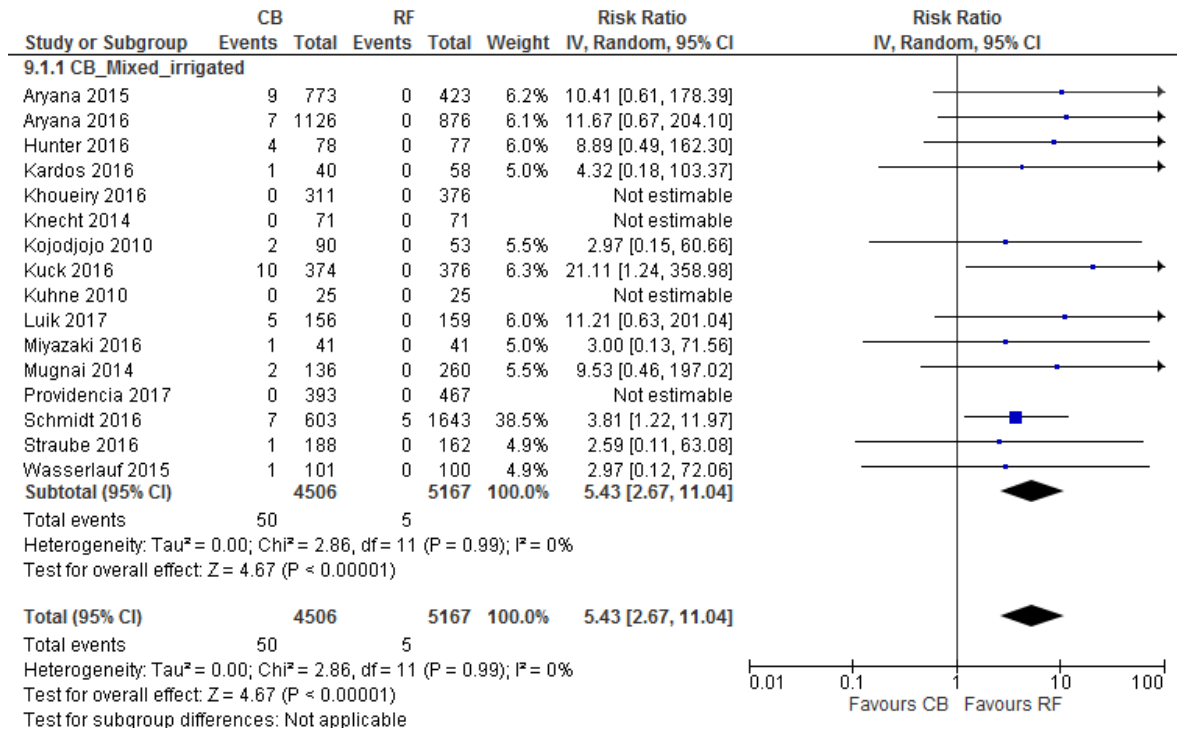 CB RF Risk Ratio Risk Ratio
Study or Subgroup Events Total Events Total Weight IV, Random, 95% CI IV, Random, 95% CI
9.1.1 CB_Mixed_irrigated
Aryana 2015 9 773 0 423 6.2% 10.41 [0.61, 178.39]
Aryana 2016 7 1126 0 876 6.1% 11.67 [0.67, 204.10]
Hunter 2016 4 78 0 77 6.0% 8.89 [0.49, 162.30]
Kardos 2016 1 40 0 58 5.0% 4.32 [0.18, 103.37]
Khoueiry 2016 0 311 0 376 Not estimable
Knecht 2014 0 71 0 71 Not estimable
Kojodjojo 2010 2 90 0 53 5.5% 2.97 [0.15, 60.66]
Kuck 2016 10 374 0 376 6.3% 21.11 [1.24, 358.98]
Kuhne 2010 0 25 0 25 Not estimable
Luik 2017 5 156 0 159 6.0% 11.21 [0.63, 201.04]
Miyazaki 2016 1 41 0 41 5.0% 3.00 [0.13, 71.56]
Mugnai 2014 2 136 0 260 5.5% 9.53 [0.46, 197.02]
Providencia 2017 0 393 0 467 Not estimable
Schmidt 2016 7 603 5 1643 38.5% 3.81 [1.22, 11.97]
Straube 2016 1 188 0 162 4.9% 2.59 [0.11, 63.08]
Wasserlauf 2015 1 101 0 100 4.9% 2.97 [0.12, 72.06]
Subtotal (95% CI) 4506 5167 100.0% 5.43 [2.67, 11.04]
Total events 50 5
Heterogeneity: Tau² = 0.00; Chi² = 2.86, df = 11 (P = 0.99); I² = 0%
Test for overall effect: Z = 4.67 (P < 0.00001)
Total (95% CI) 4506 5167 100.0% 5.43 [2.67, 11.04]
Total events 50 5
Heterogeneity: Tau² = 0.00; Chi² = 2.86, df = 11 (P = 0.99); I² = 0%
Test for overall effect: Z = 4.67 (P < 0.00001)
Test for subgroup differences: Not applicable
0.01 0.1 1 10 100
Favours CB Favours RF